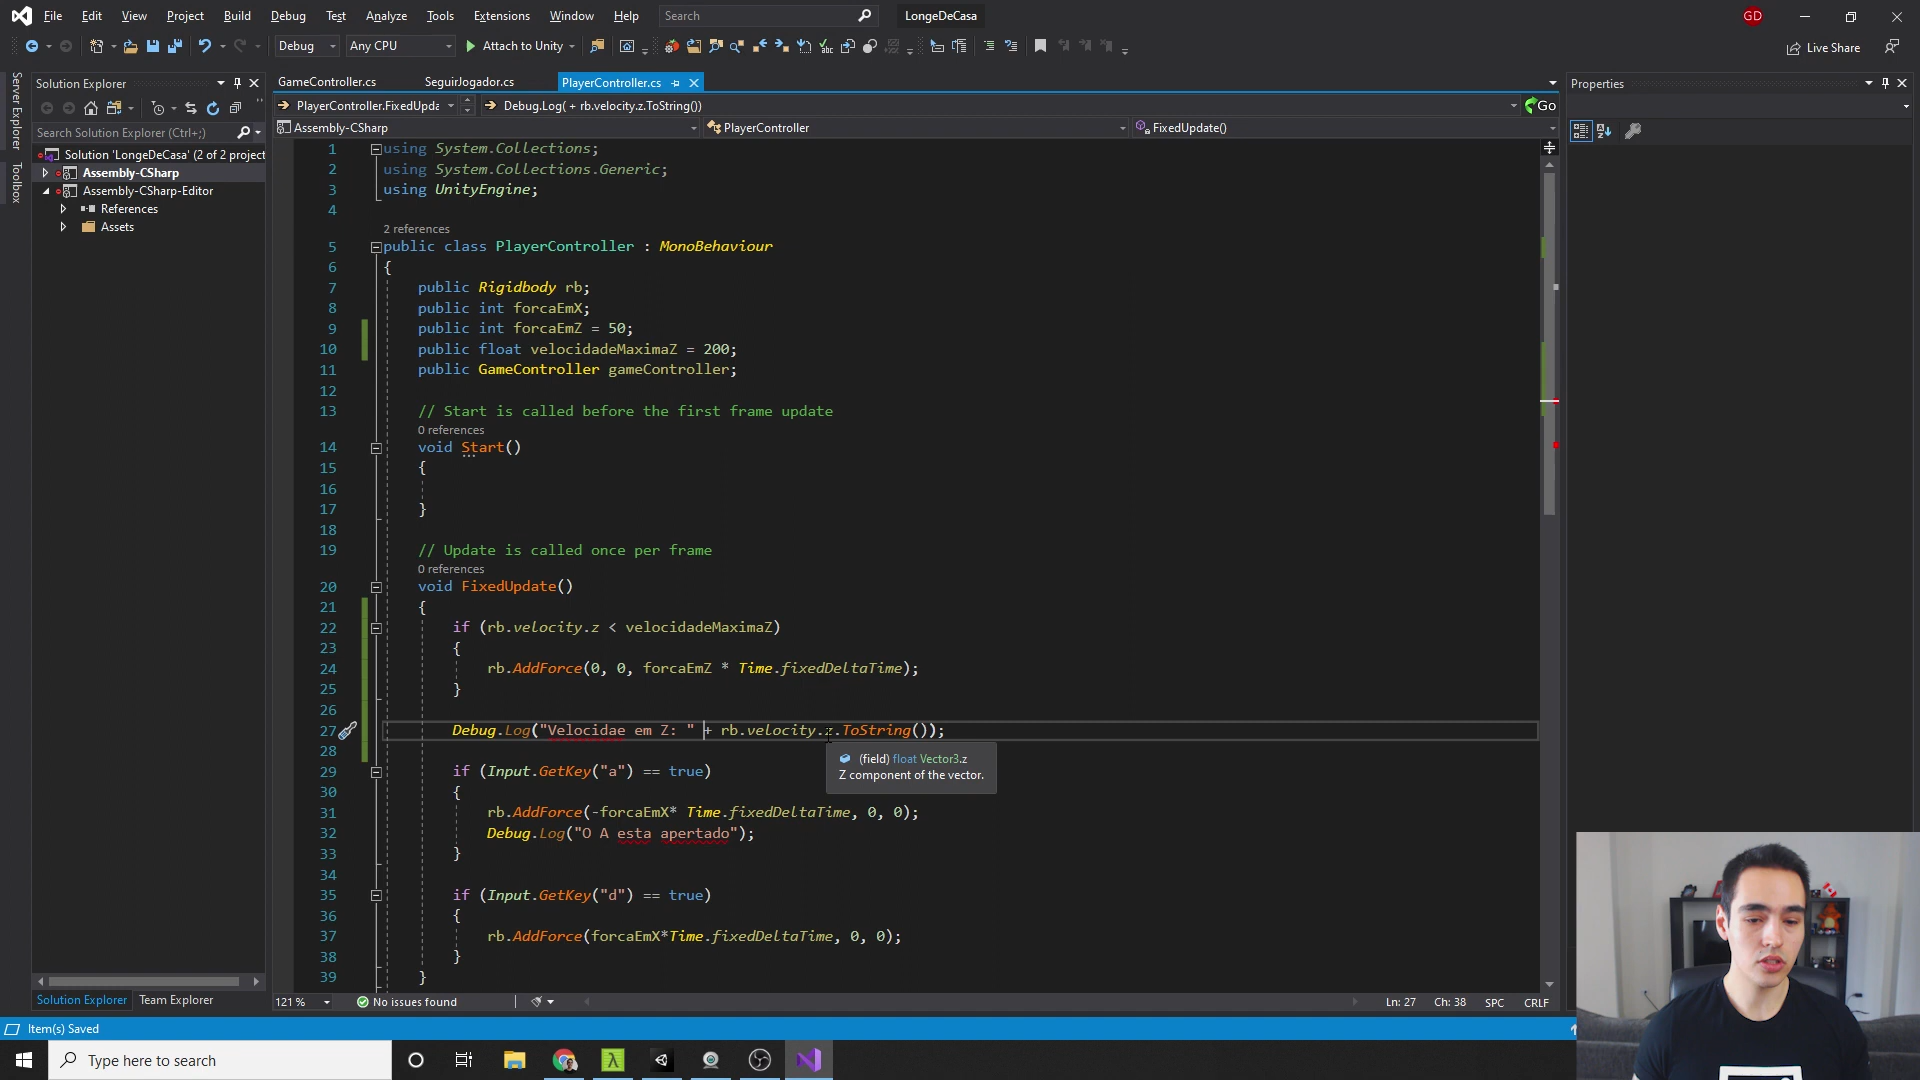 File Edit View Project Build Debug Test Analyze Tools Extensions Window Help Search LongeDeCasa GD
Debug Any CPU Attach to Unity Live Share
Server Explorer
Toolbox
Solution Explorer
Search Solution Explorer (Ctrl+;)
Solution 'LongeDeCasa' (2 of 2 project
Assembly-CSharp
Assembly-CSharp-Editor
References
Assets
GameController.cs SeguirJogador.cs PlayerController.cs
PlayerController.FixedUpda Debug.Log( + rb.velocity.z.ToString()) Go
Assembly-CSharp PlayerController FixedUpdate()
1 using System.Collections;
2 using System.Collections.Generic;
3 using UnityEngine;
4
2 references
5 public class PlayerController : MonoBehaviour
6 {
7 public Rigidbody rb;
8 public int forcaEmX;
9 public int forcaEmZ = 50;
10 public float velocidadeMaximaZ = 200;
11 public GameController gameController;
12
13 // Start is called before the first frame update
0 references
14 void Start()
15 {
16
17 }
18
19 // Update is called once per frame
0 references
20 void FixedUpdate()
21 {
22 if (rb.velocity.z < velocidadeMaximaZ)
23 {
24 rb.AddForce(0, 0, forcaEmZ * Time.fixedDeltaTime);
25 }
26
27 Debug.Log("Velocidae em Z: " + rb.velocity.z.ToString());
28
(field) float Vector3.z
Z component of the vector.
29 if (Input.GetKey("a") == true)
30 {
31 rb.AddForce(-forcaEmX* Time.fixedDeltaTime, 0, 0);
32 Debug.Log("O A esta apertado");
33 }
34
35 if (Input.GetKey("d") == true)
36 {
37 rb.AddForce(forcaEmX*Time.fixedDeltaTime, 0, 0);
38 }
39 }
Properties
Solution Explorer Team Explorer
121 % No issues found Ln: 27 Ch: 38 SPC CRLF
Item(s) Saved
Type here to search